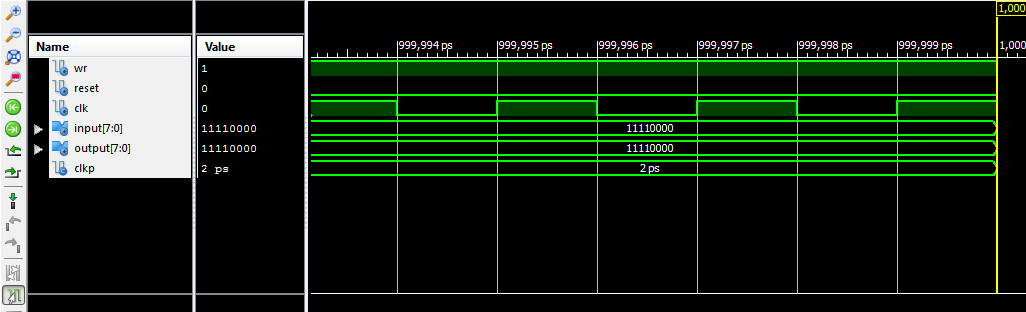 1,000
Name Value
999,994 ps 999,995 ps 999,996 ps 999,997 ps 999,998 ps 999,999 ps 1,000
wr 1
reset 0
clk 0
input[7:0] 11110000 11110000
output[7:0] 11110000 11110000
clkp 2 ps 2 ps